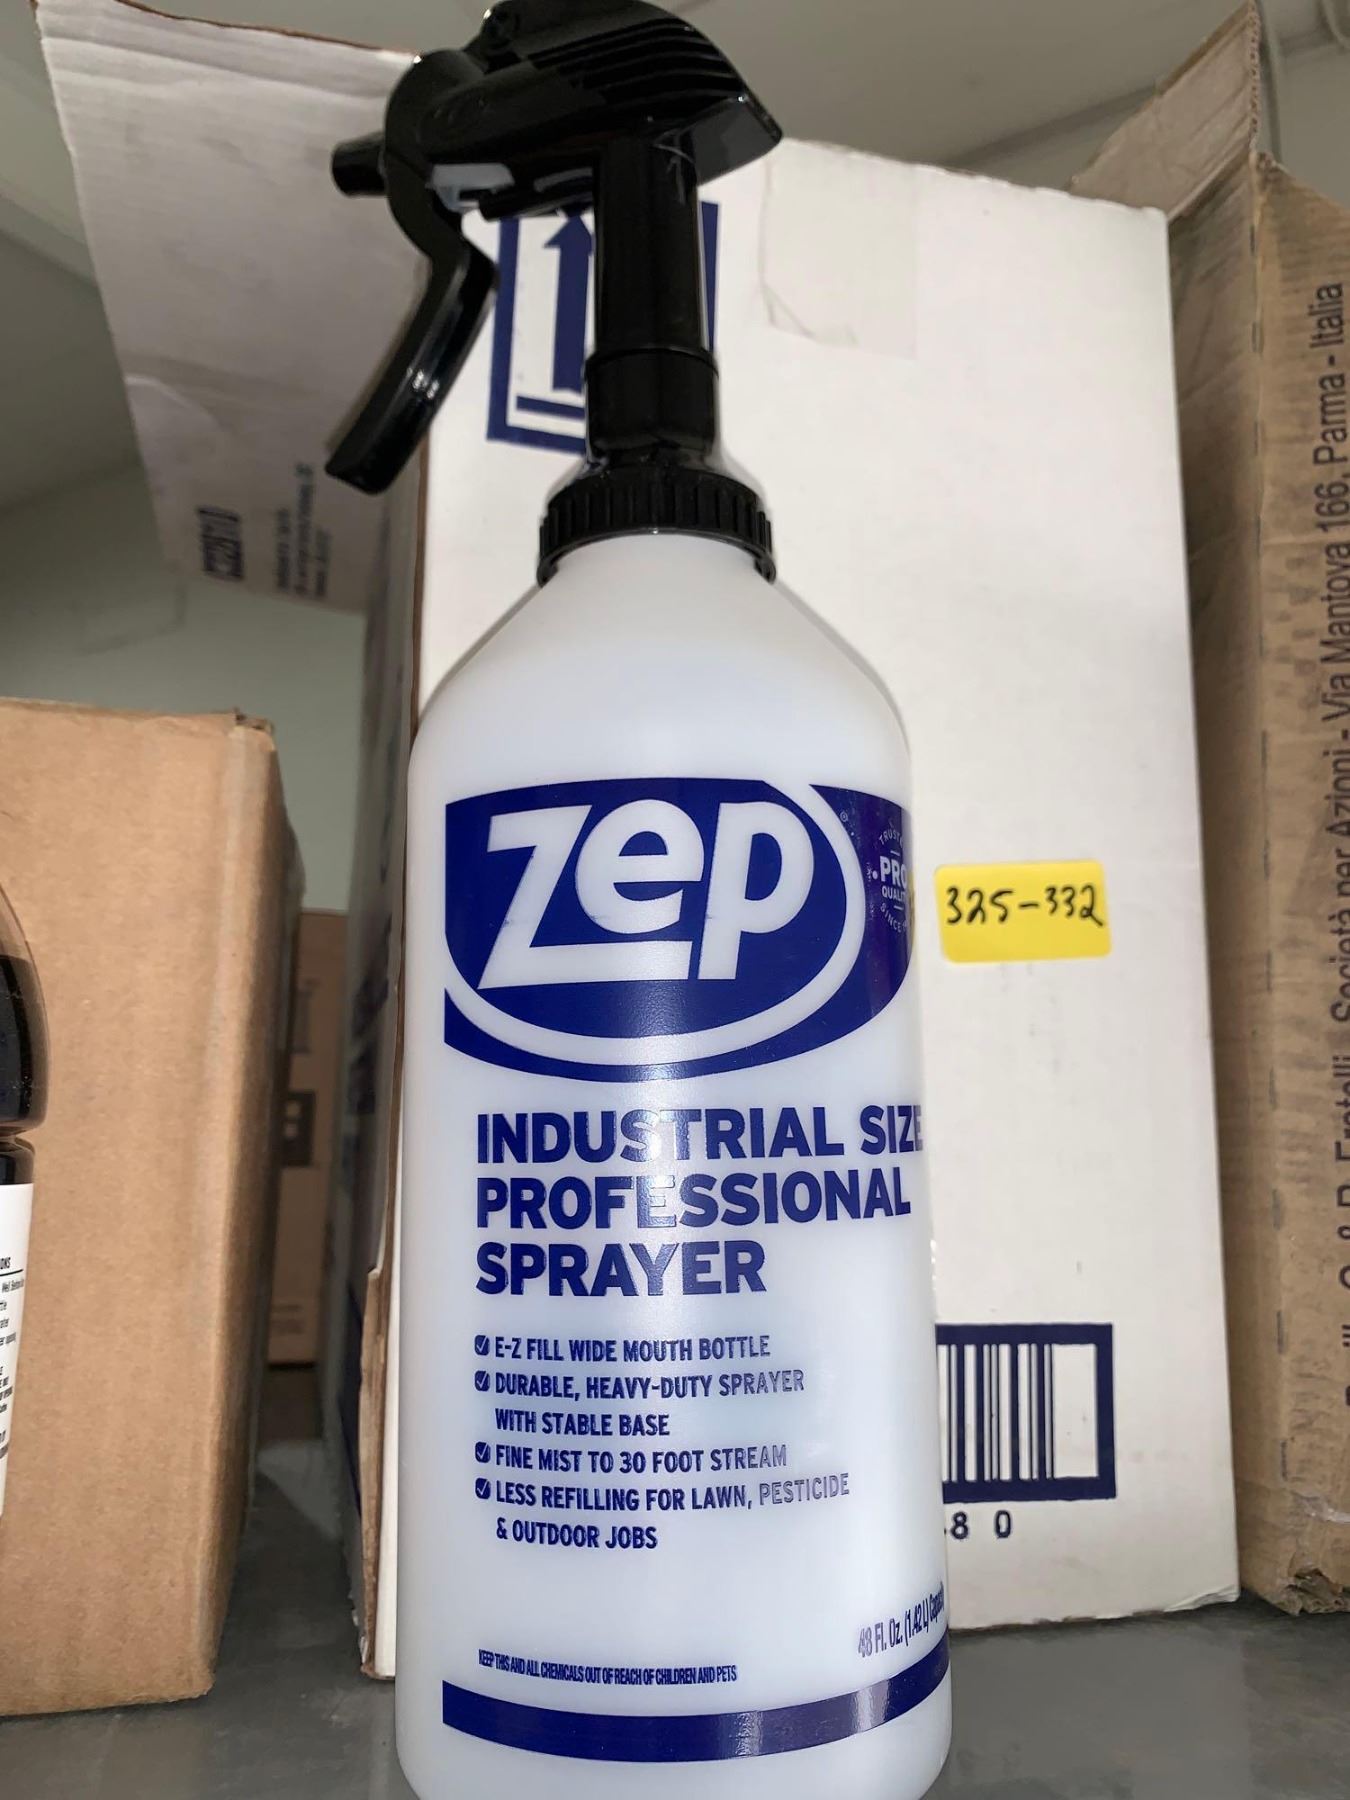 zep
PRO
INDUSTRIAL SIZE
PROFESSIONAL
SPRAYER
E-Z FILL WIDE MOUTH BOTTLE
DURABLE, HEAVY-DUTY SPRAYER
WITH STABLE BASE
FINE MIST TO 30 FOOT STREAM
LESS REFILLING FOR LAWN, PESTICIDE
& OUTDOOR JOBS
48 Fl. Oz. (1.42 L)
KEEP THIS AND ALL CHEMICALS OUT OF REACH OF CHILDREN AND PETS
325-332
8 0
Fratelli, Società per Azioni - Via Mantova 166, Parma - Italia